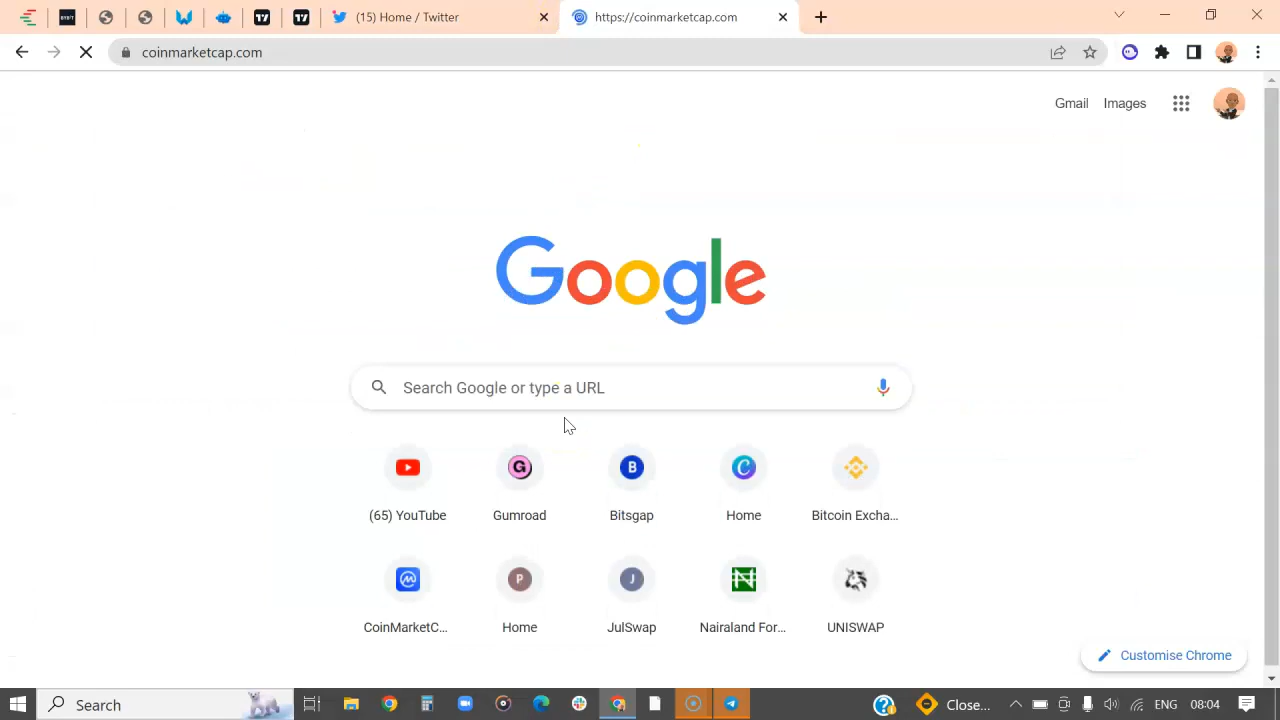 (15) Home / Twitter
https://coinmarketcap.com
coinmarketcap.com
Gmail
Images
Google
Search Google or type a URL
(65) YouTube
Gumroad
Bitsgap
Home
Bitcoin Excha...
CoinMarketC...
Home
JulSwap
Nairaland For...
UNISWAP
Customise Chrome
Search
Close...
ENG
08:04